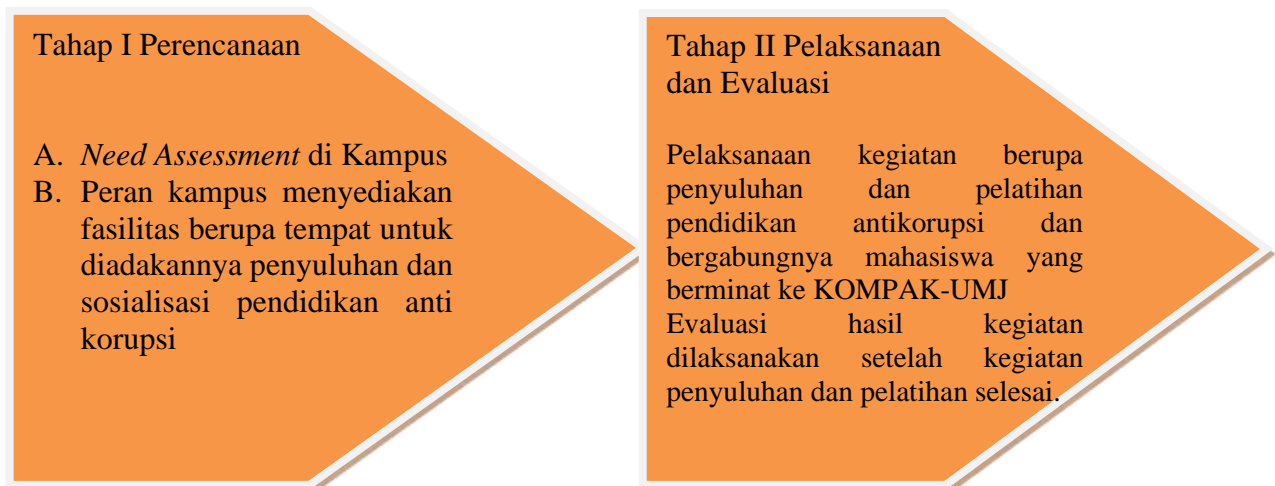 Tahap I Perencanaan
A. Need Assessment di Kampus
B. Peran kampus menyediakan
fasilitas berupa tempat untuk
diadakannya penyuluhan dan
sosialisasi pendidikan anti
korupsi
Tahap II Pelaksanaan
dan Evaluasi
Pelaksanaan kegiatan berupa
penyuluhan dan pelatihan
pendidikan antikorupsi dan
bergabungnya mahasiswa yang
berminat ke KOMPAK-UMJ
Evaluasi hasil kegiatan
dilaksanakan setelah kegiatan
penyuluhan dan pelatihan selesai.